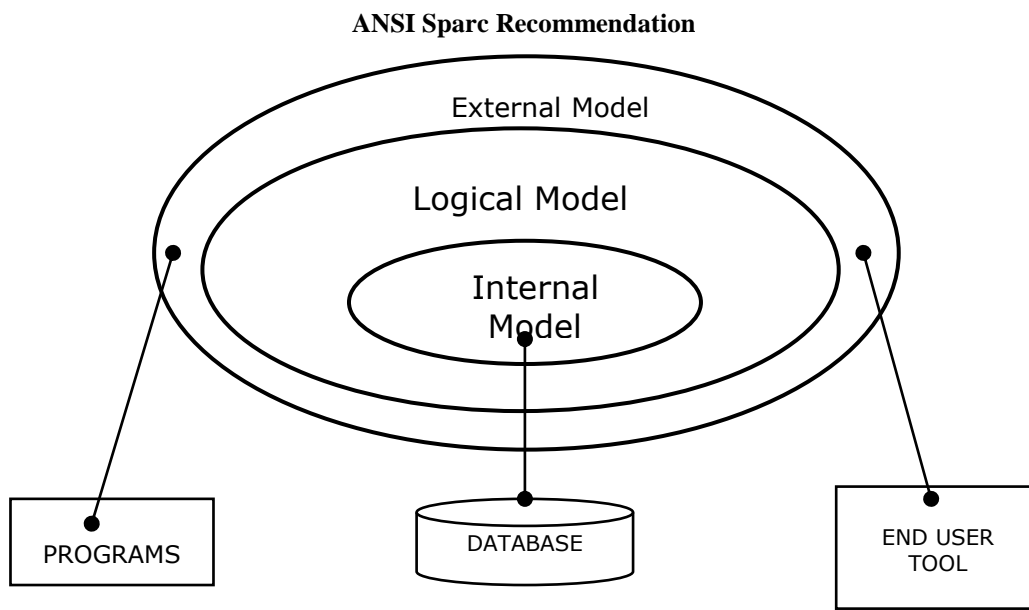 ANSI Sparc Recommendation
External Model
Logical Model
Internal
Model
PROGRAMS
DATABASE
END USER
TOOL